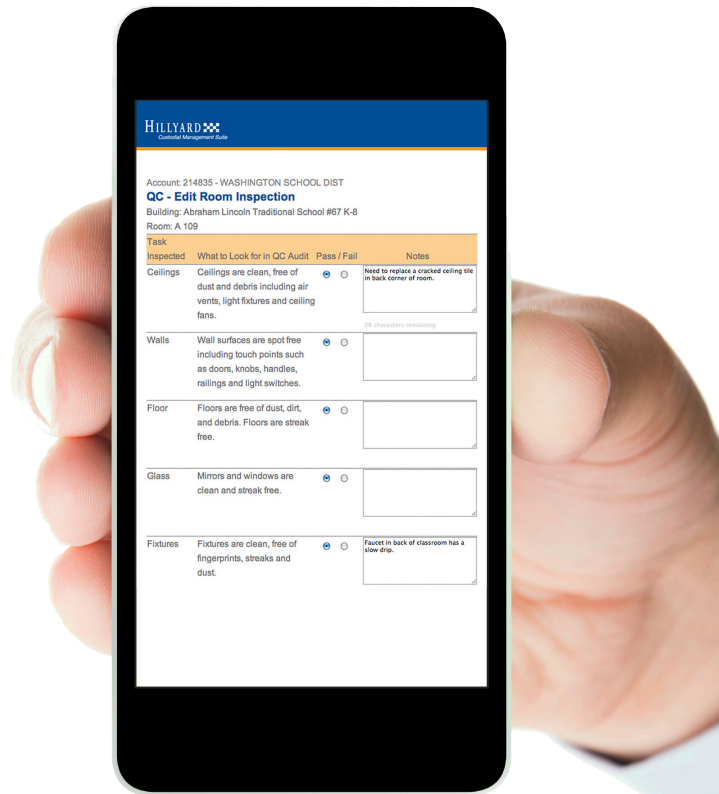 HILLYARD
Custodial Management Suite
Account: 214835 - WASHINGTON SCHOOL DIST
QC - Edit Room Inspection
Building: Abraham Lincoln Traditional School #67 K-8
Room: A 109
Task
Inspected What to Look for in QC Audit Pass / Fail Notes
Ceilings Ceilings are clean, free of
dust and debris including air
vents, light fixtures and ceiling
fans.
Need to replace a cracked ceiling tile
in back corner of room.
38 characters remaining
Walls Wall surfaces are spot free
including touch points such
as doors, knobs, handles,
railings and light switches.
Floor Floors are free of dust, dirt,
and debris. Floors are streak
free.
Glass Mirrors and windows are
clean and streak free.
Fixtures Fixtures are clean, free of
fingerprints, streaks and
dust.
Faucet in back of classroom has a
slow drip.